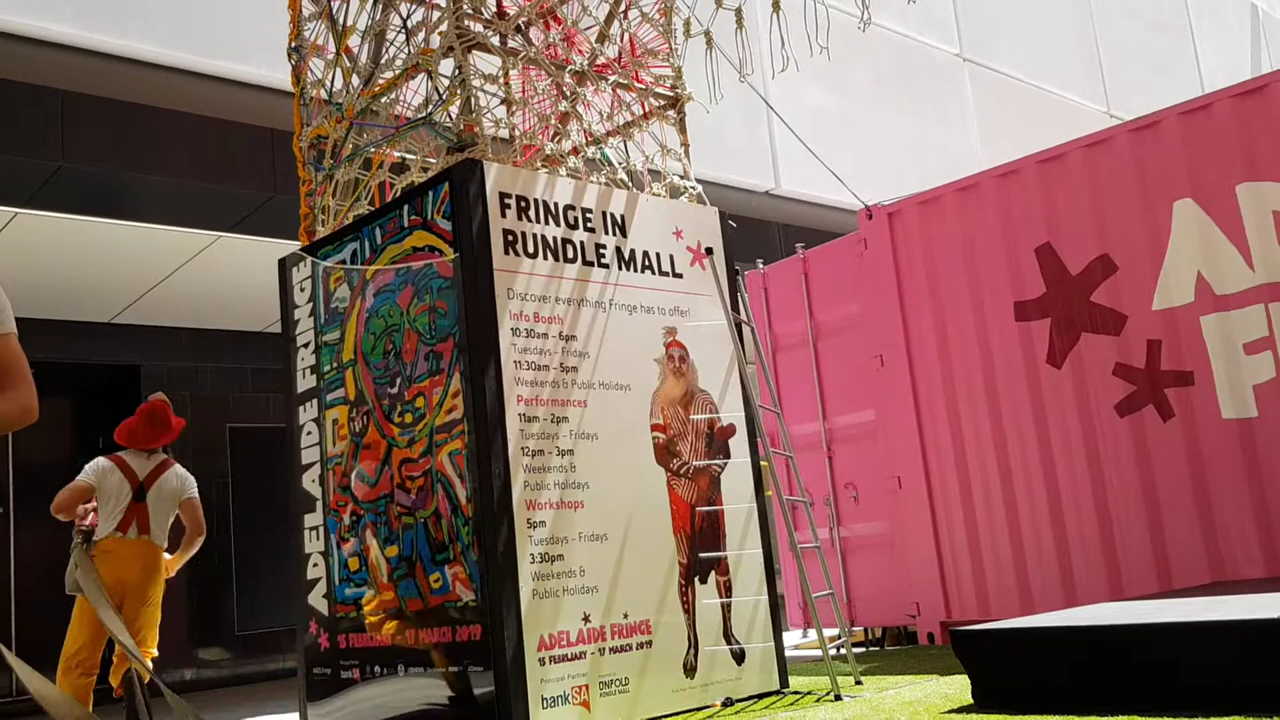 ADELAIDE FRINGE
15 FEBRUARY - 17 MARCH 2019
bankSA
FRINGE IN
RUNDLE MALL
Discover everything Fringe has to offer!
Info Booth
10:30am – 6pm
Tuesdays – Fridays
11:30am – 5pm
Weekends & Public Holidays
Performances
11am – 2pm
Tuesdays – Fridays
12pm – 3pm
Weekends &
Public Holidays
Workshops
5pm
Tuesdays – Fridays
3:30pm
Weekends &
Public Holidays
ADELAIDE FRINGE
15 FEBRUARY – 17 MARCH 2019
Principal Partner
bankSA
UNFOLD
RUNDLE MALL